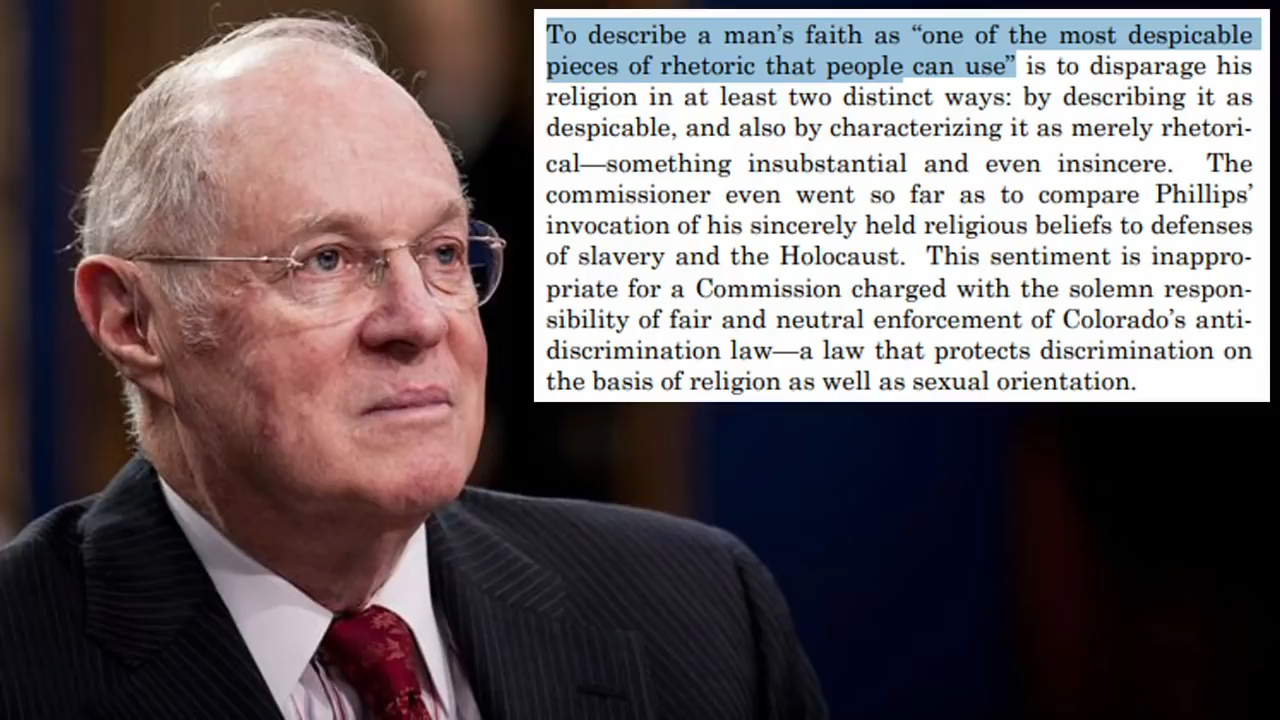 To describe a man’s faith as “one of the most despicable
pieces of rhetoric that people can use” is to disparage his
religion in at least two distinct ways: by describing it as
despicable, and also by characterizing it as merely rhetori-
cal—something insubstantial and even insincere. The
commissioner even went so far as to compare Phillips’
invocation of his sincerely held religious beliefs to defenses
of slavery and the Holocaust. This sentiment is inappro-
priate for a Commission charged with the solemn respon-
sibility of fair and neutral enforcement of Colorado’s anti-
discrimination law—a law that protects discrimination on
the basis of religion as well as sexual orientation.